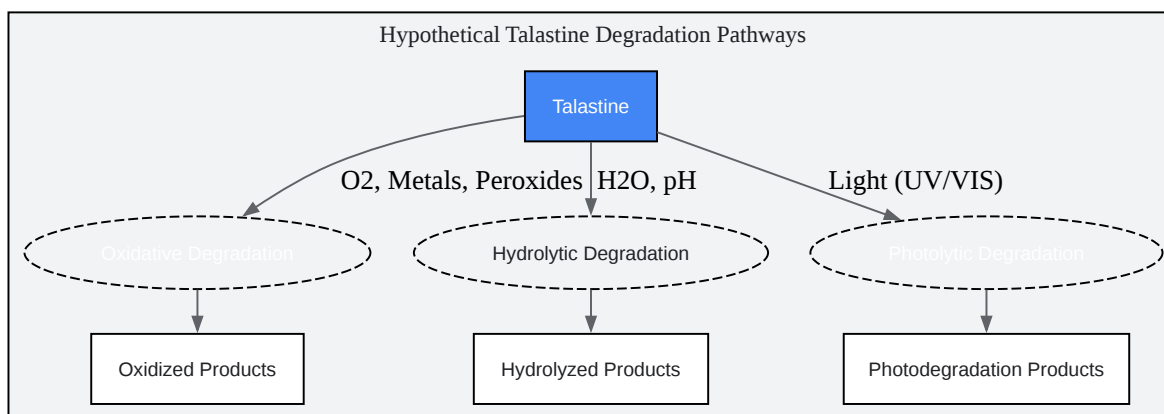 Hypothetical Talastine Degradation Pathways
Talastine
O2, Metals, Peroxides
H2O, pH
Light (UV/VIS)
Oxidative Degradation
Hydrolytic Degradation
Photolytic Degradation
Oxidized Products
Hydrolyzed Products
Photodegradation Products